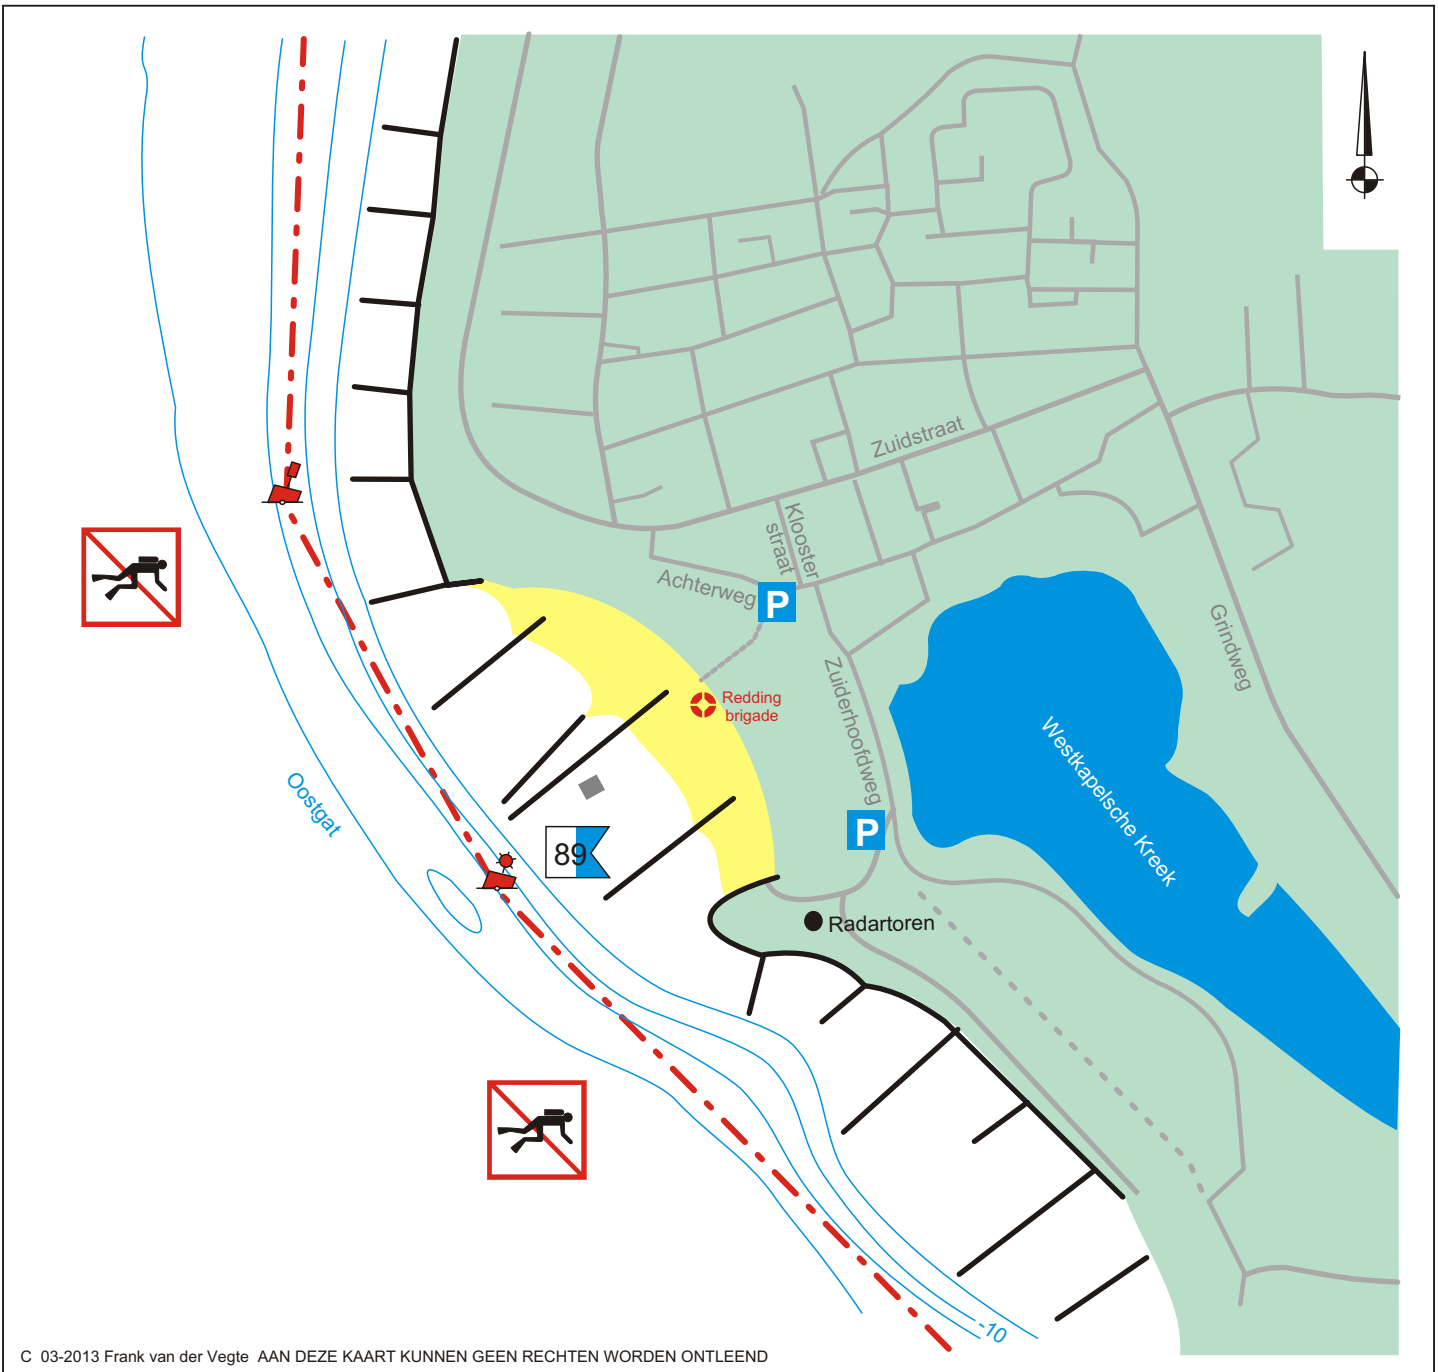 Zuidstraat
Klooster
straat
Achterweg
P
Redding
brigade
Zuiderhoofdweg
Grindweg
Westkapelsche Kreek
Oostgat
89
P
Radartoren
-10
C 03-2013 Frank van der Vegte AAN DEZE KAART KUNNEN GEEN RECHTEN WORDEN ONTLEEND